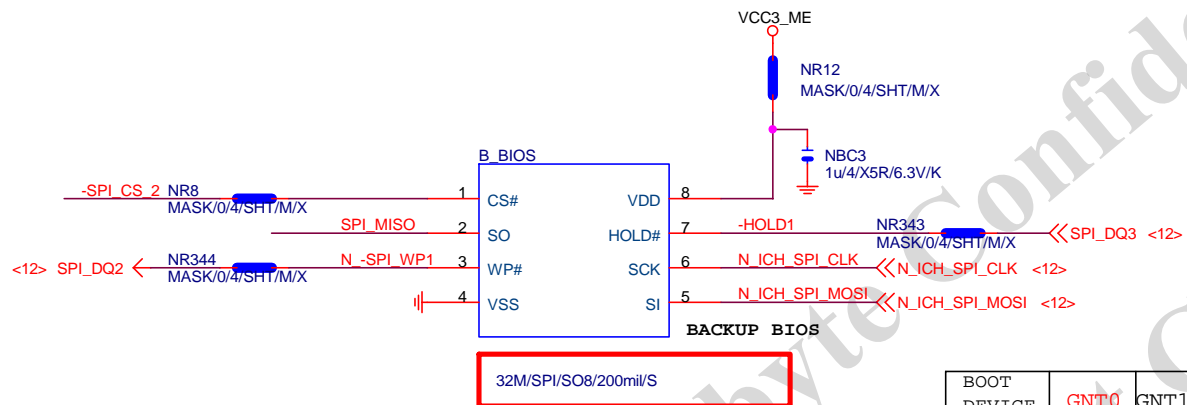 VCC3_ME
NR12
MASK/0/4/SHT/M/X
NBC3
1u/4/X5R/6.3V/K
B_BIOS
-SPI_CS_2 NR8 1 CS# VDD 8
MASK/0/4/SHT/M/X
SPI_MISO 2 SO HOLD# 7 -HOLD1 NR343 SPI_DQ3 <12>
MASK/0/4/SHT/M/X
<12> SPI_DQ2 NR344 N_-SPI_WP1 3 WP# SCK 6 N_ICH_SPI_CLK N_ICH_SPI_CLK <12>
MASK/0/4/SHT/M/X
4 VSS SI 5 N_ICH_SPI_MOSI N_ICH_SPI_MOSI <12>
BACKUP BIOS
32M/SPI/SO8/200mil/S
BOOT
DEVICE GNT0 GNT1